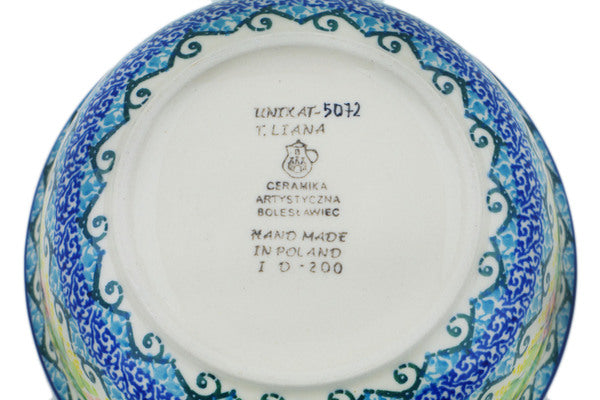 UNIKAT-5072
T. LIANA
B
CERAMIKA
ARTYSTYCZNA
BOLESŁAWIEC
HAND MADE
IN POLAND
I D-200